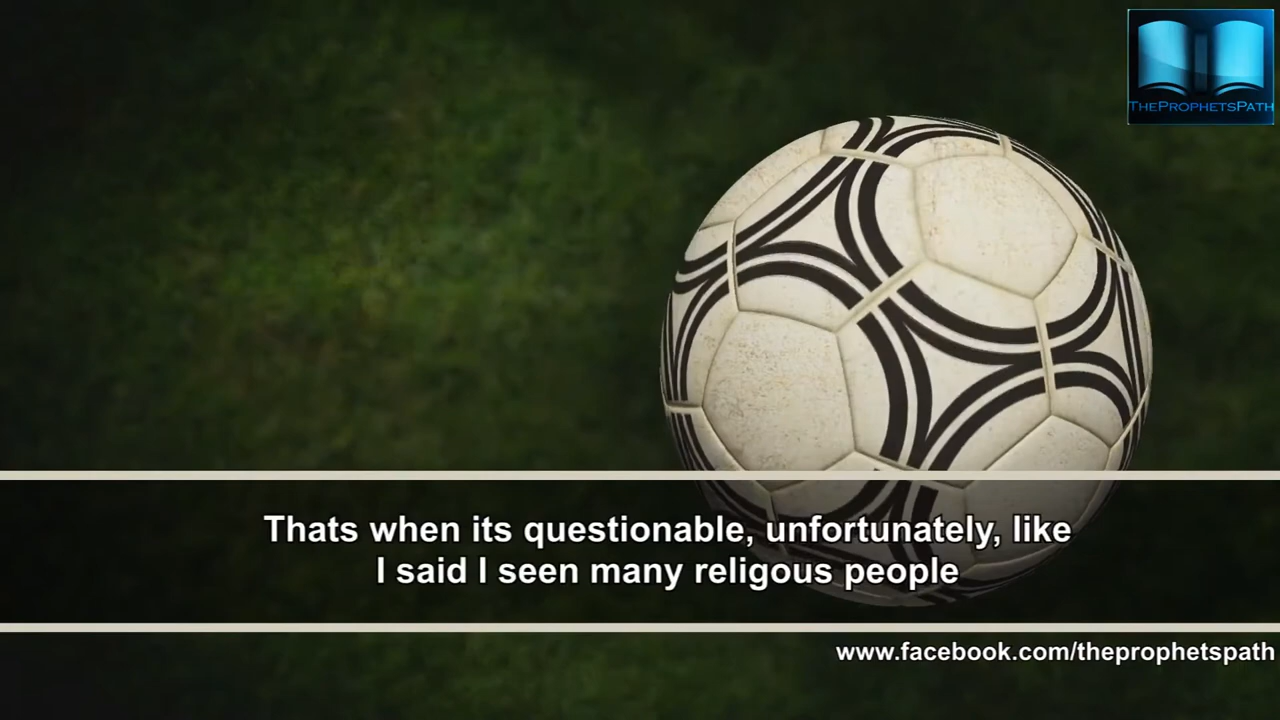 THEPROPHETSPATH
Thats when its questionable, unfortunately, like
I said I seen many religous people
www.facebook.com/theprophetspath